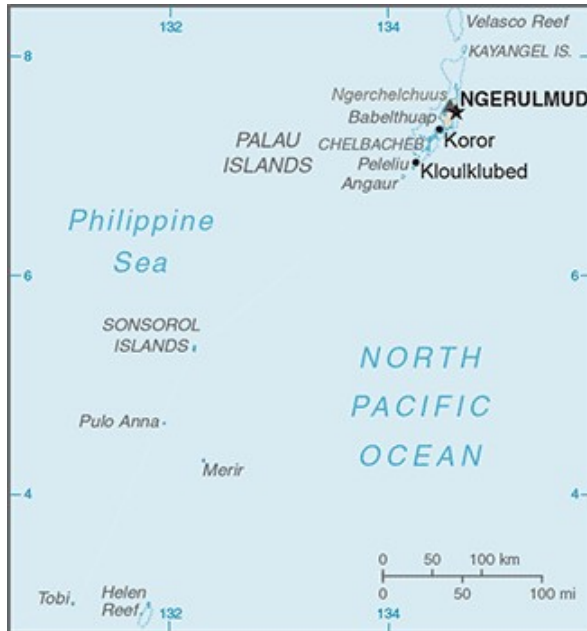 132
134
Velasco Reef
8
8
KAYANGEL IS.
Ngerchelchuus
NGERULMUD
Babelthuap
PALAU
ISLANDS
CHELBACHEB
Koror
Peleliu
Kloulklubed
Angaur
Philippine
Sea
6
6
SONSOROL
ISLANDS
NORTH
PACIFIC
OCEAN
Pulo Anna
Merir
4
4
0 50 100 km
0 50 100 mi
Tobi
Helen
Reef
132
134